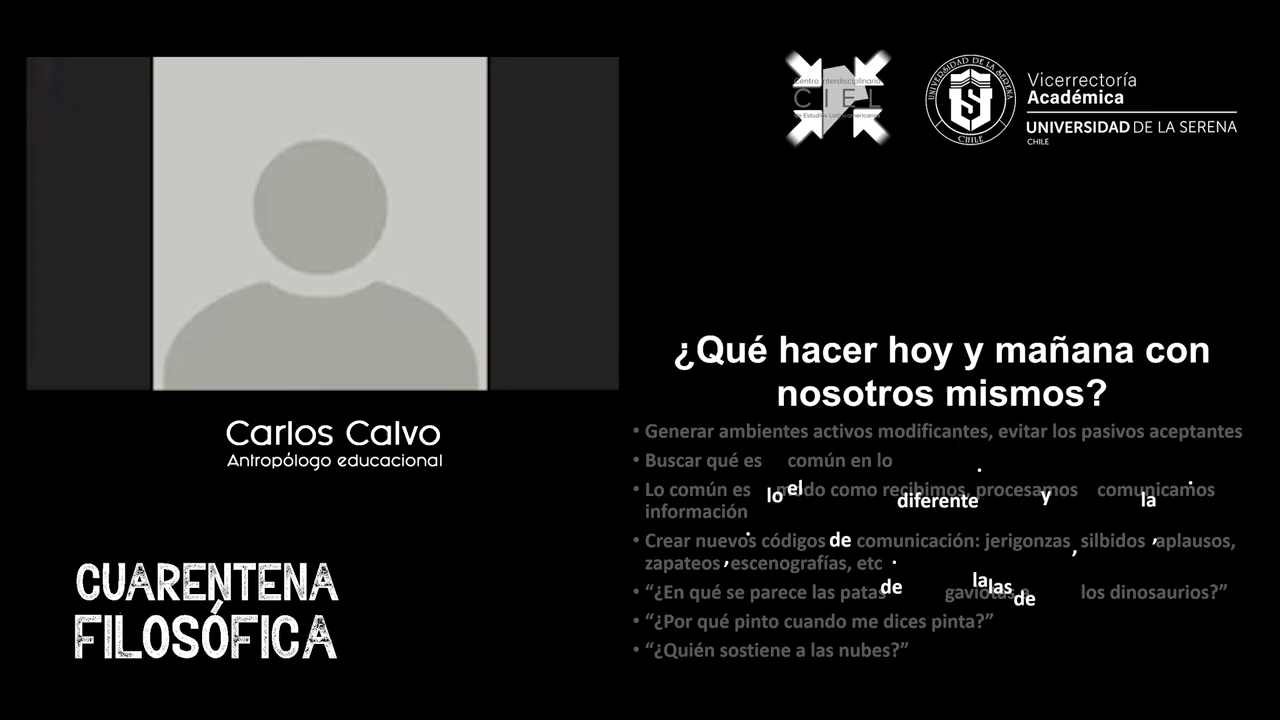 Centro Interdisciplinario
CIEL
de Estudios Latinoamericanos
UNIVERSIDAD DE LA SERENA
CHILE
Vicerrectoría
Académica
UNIVERSIDAD DE LA SERENA
CHILE
¿Qué hacer hoy y mañana con
nosotros mismos?
• Generar ambientes activos modificantes, evitar los pasivos aceptantes
• Buscar qué es lo común en lo diferente.
• Lo común es el modo como recibimos, procesamos y comunicamos la
información.
• Crear nuevos códigos de comunicación: jerigonzas, silbidos, aplausos,
zapateos, escenografías, etc.
• “¿En qué se parece las patas de las gaviotas a las de los dinosaurios?”
• “¿Por qué pinto cuando me dices pinta?”
• “¿Quién sostiene a las nubes?”
Carlos Calvo
Antropólogo educacional
CUARENTENA
FILOSÓFICA